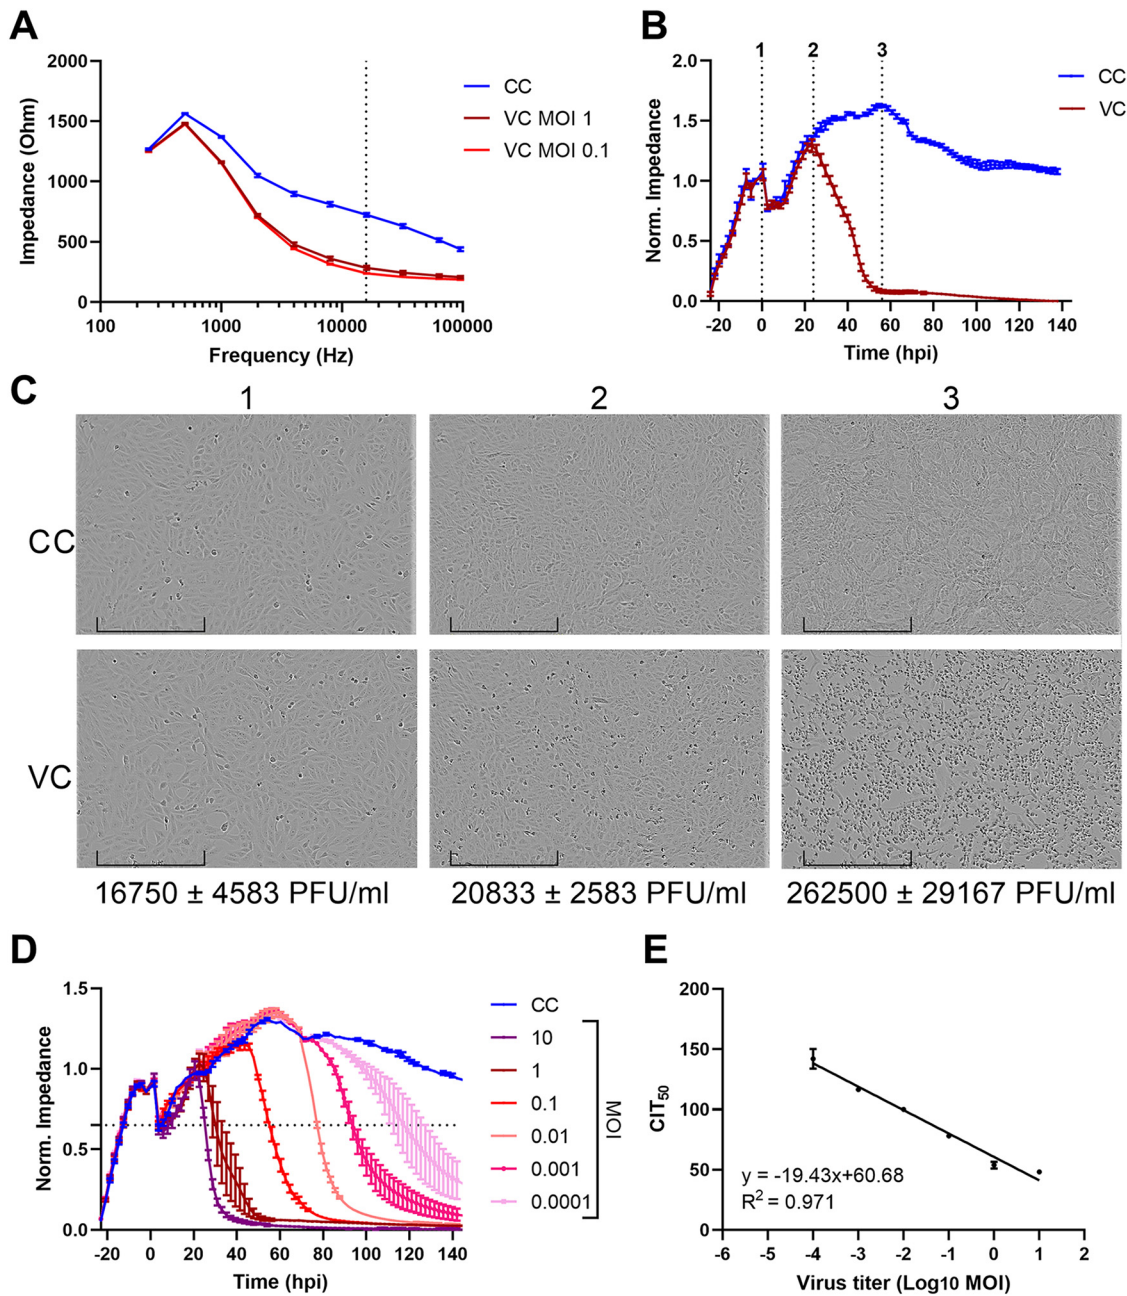 A
2000
1500
1000
500
0
Impedance (Ohm)
100
1000
10000
100000
Frequency (Hz)
CC
VC MOI 1
VC MOI 0.1
B
1
2
3
2.0
1.5
1.0
0.5
0.0
Norm. Impedance
-20
0
20
40
60
80
100
120
140
Time (hpi)
CC
VC
C
1
2
3
CC
VC
16750 ± 4583 PFU/ml
20833 ± 2583 PFU/ml
262500 ± 29167 PFU/ml
D
1.5
1.0
0.5
0.0
Norm. Impedance
-20
0
20
40
60
80
100
120
140
Time (hpi)
CC
10
1
0.1
0.01
0.001
0.0001
MOI
E
200
150
100
50
0
CIT50
y = -19.43x+60.68
R2 = 0.971
-6
-5
-4
-3
-2
-1
0
1
2
Virus titer (Log10 MOI)